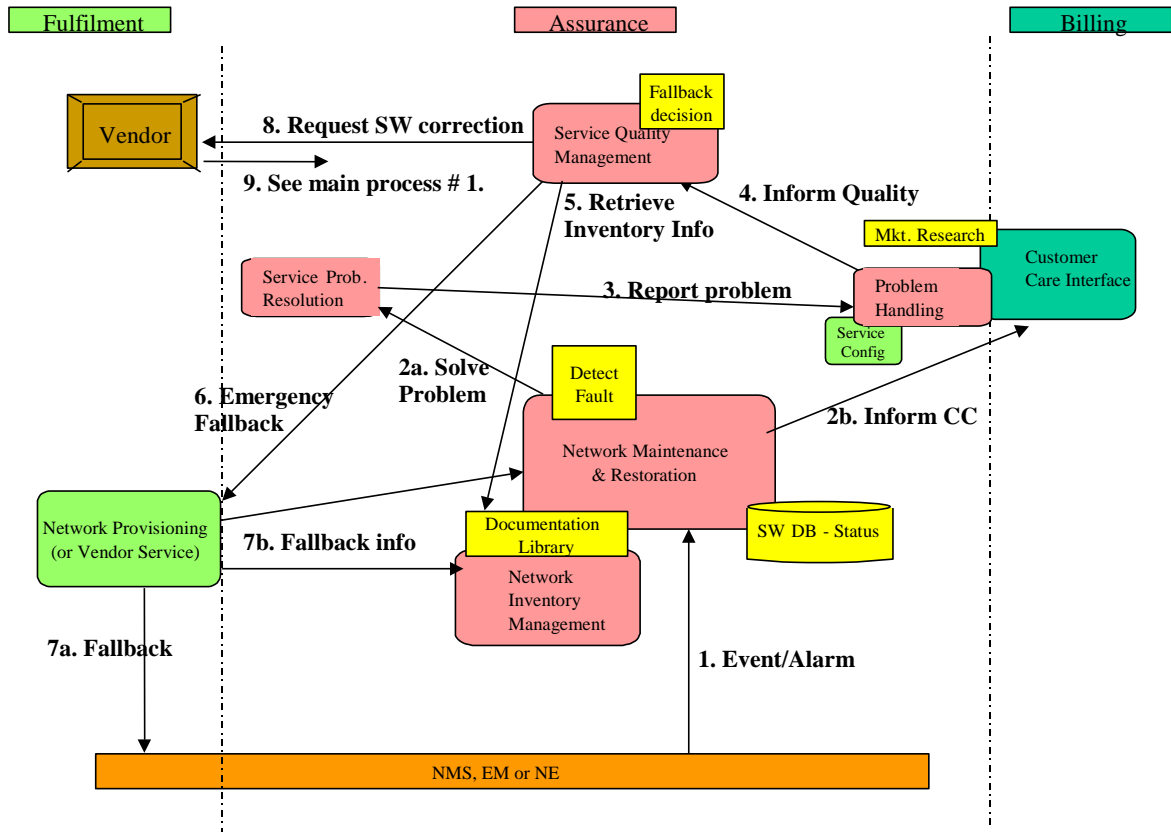 Fulfilment
Assurance
Billing
Vendor
8. Request SW correction
9. See main process # 1.
Fallback
decision
Service Quality
Management
5. Retrieve
Inventory Info
4. Inform Quality
Mkt. Research
Customer
Care Interface
Service Prob.
Resolution
3. Report problem
Problem
Handling
Service
Config
2a. Solve
Problem
Detect
Fault
6. Emergency
Fallback
2b. Inform CC
Network Maintenance
& Restoration
Network Provisioning
(or Vendor Service)
7b. Fallback info
Documentation
Library
SW DB - Status
Network
Inventory
Management
7a. Fallback
1. Event/Alarm
NMS, EM or NE